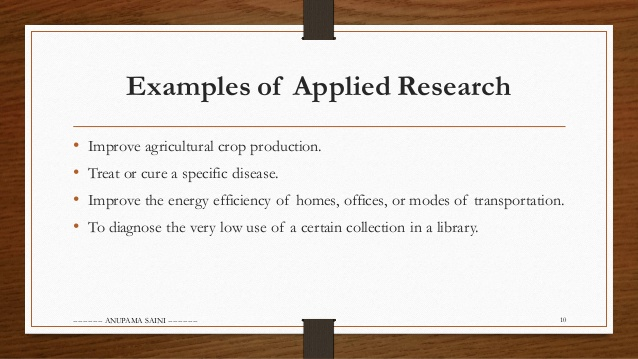 Examples of Applied Research
• Improve agricultural crop production.
• Treat or cure a specific disease.
• Improve the energy efficiency of homes, offices, or modes of transportation.
• To diagnose the very low use of a certain collection in a library.
~~~~~~ ANUPAMA SAINI ~~~~~~
10